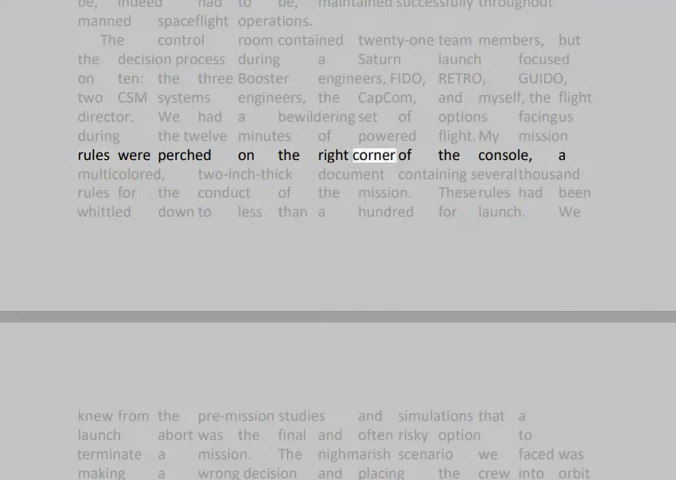 be, indeed had to be, maintained successfully throughout
manned spaceflight operations.
The control room contained twenty-one team members, but
the decision process during a Saturn launch focused
on ten: the three Booster engineers, FIDO, RETRO, GUIDO,
two CSM systems engineers, the CapCom, and myself, the flight
director. We had a bewildering set of options facing us
during the twelve minutes of powered flight. My mission
rules were perched on the right corner of the console, a
multicolored, two-inch-thick document containing several thousand
rules for the conduct of the mission. These rules had been
whittled down to less than a hundred for launch. We
knew from the pre-mission studies and simulations that a
launch abort was the final and often risky option to
terminate a mission. The nighmarish scenario we faced was
making a wrong decision and placing the crew into orbit